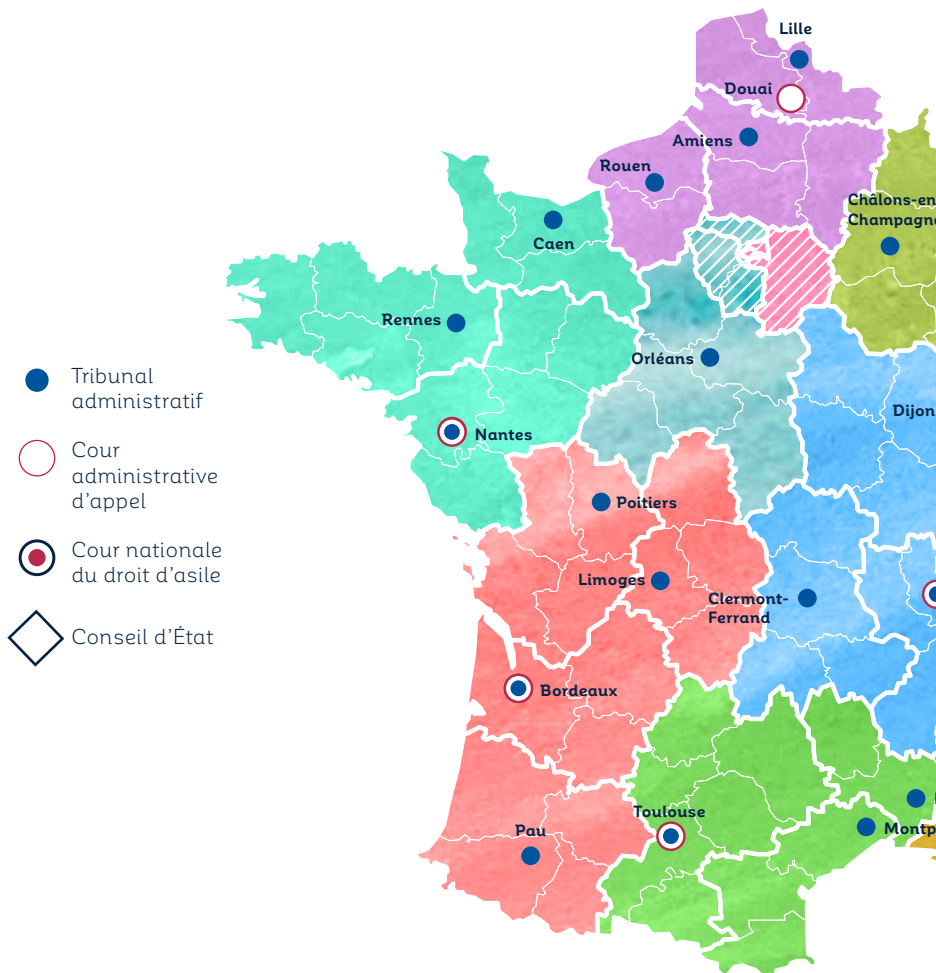 Lille
Douai
Amiens
Rouen
Châlons-en
Champagne
Caen
Rennes
Orléans
Tribunal
administratif
Dijon
Nantes
Cour
administrative
d'appel
Poitiers
Cour nationale
du droit d'asile
Limoges
Clermont-
Ferrand
Conseil d'État
Bordeaux
Toulouse
Pau
Montp